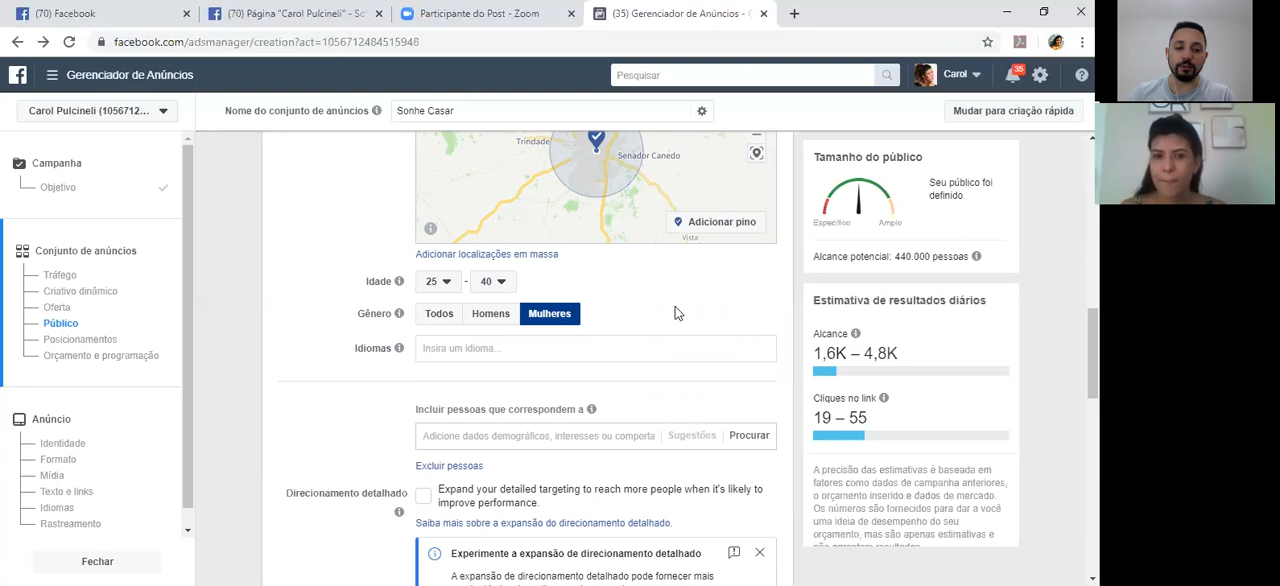 (70) Facebook
(70) Página "Carol Pulcineli" - So
Participante do Post - Zoom
(35) Gerenciador de Anúncios - C
facebook.com/adsmanager/creation?act=1056712484515948
Gerenciador de Anúncios
Pesquisar
Carol
35
Carol Pulcineli (1056712...
Nome do conjunto de anúncios
Sonhe Casar
Mudar para criação rápida
Campanha
Objetivo
Conjunto de anúncios
Tráfego
Criativo dinâmico
Oferta
Público
Posicionamentos
Orçamento e programação
Anúncio
Identidade
Formato
Mídia
Texto e links
Idiomas
Rastreamento
Fechar
Trindade
Senador Canedo
Vista
Adicionar pino
Adicionar localizações em massa
Idade
25
-
40
Gênero
Todos
Homens
Mulheres
Idiomas
Insira um idioma...
Incluir pessoas que correspondem a
Adicione dados demográficos, interesses ou comporta
Sugestões
Procurar
Excluir pessoas
Direcionamento detalhado
Expand your detailed targeting to reach more people when it's likely to
improve performance.
Saiba mais sobre a expansão do direcionamento detalhado.
Experimente a expansão de direcionamento detalhado
A expansão de direcionamento detalhado pode fornecer mais
Tamanho do público
Seu público foi
definido.
Específico
Amplo
Alcance potencial: 440.000 pessoas
Estimativa de resultados diários
Alcance
1,6K – 4,8K
Cliques no link
19 – 55
A precisão das estimativas é baseada em
fatores como dados de campanha anteriores,
o orçamento inserido e dados de mercado.
Os números são fornecidos para dar a você
uma ideia de desempenho do seu
orçamento, mas são apenas estimativas e
não garantem resultados.